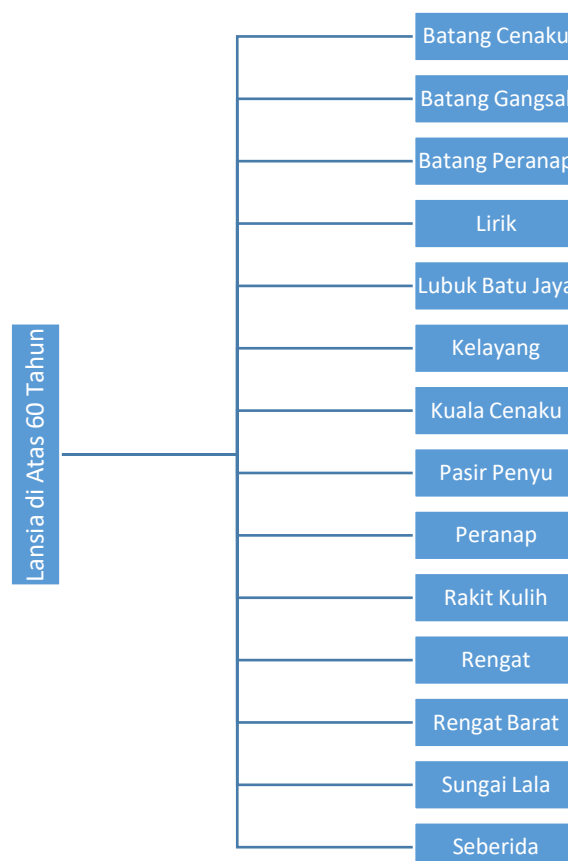 Lansia di Atas 60 Tahun
Batang Cenaku
Batang Gangsal
Batang Peranap
Lirik
Lubuk Batu Jaya
Kelayang
Kuala Cenaku
Pasir Penyu
Peranap
Rakit Kulih
Rengat
Rengat Barat
Sungai Lala
Seberida